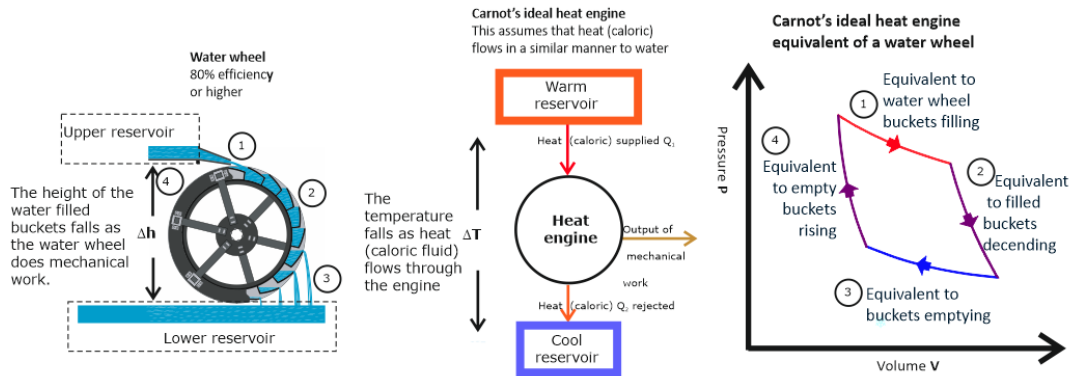 Water wheel
80% efficiency
or higher
Upper reservoir
1
4
2
3
The height of the
water filled
buckets falls as
the water wheel
does mechanical
work.
Δh
Lower reservoir
Carnot's ideal heat engine
This assumes that heat (caloric)
flows in a similar manner to water
Warm
reservoir
Heat (caloric) supplied Q₁
The
temperature
falls as heat
(caloric fluid)
flows through
the engine
ΔT
Heat
engine
Output of
mechanical
work
Heat (caloric) Q₂ rejected
Cool
reservoir
Carnot's ideal heat engine
equivalent of a water wheel
Pressure P
1
Equivalent to
water wheel
buckets filling
4
Equivalent
to empty
buckets
rising
2
Equivalent
to filled
buckets
decending
3
Equivalent to
buckets emptying
Volume V